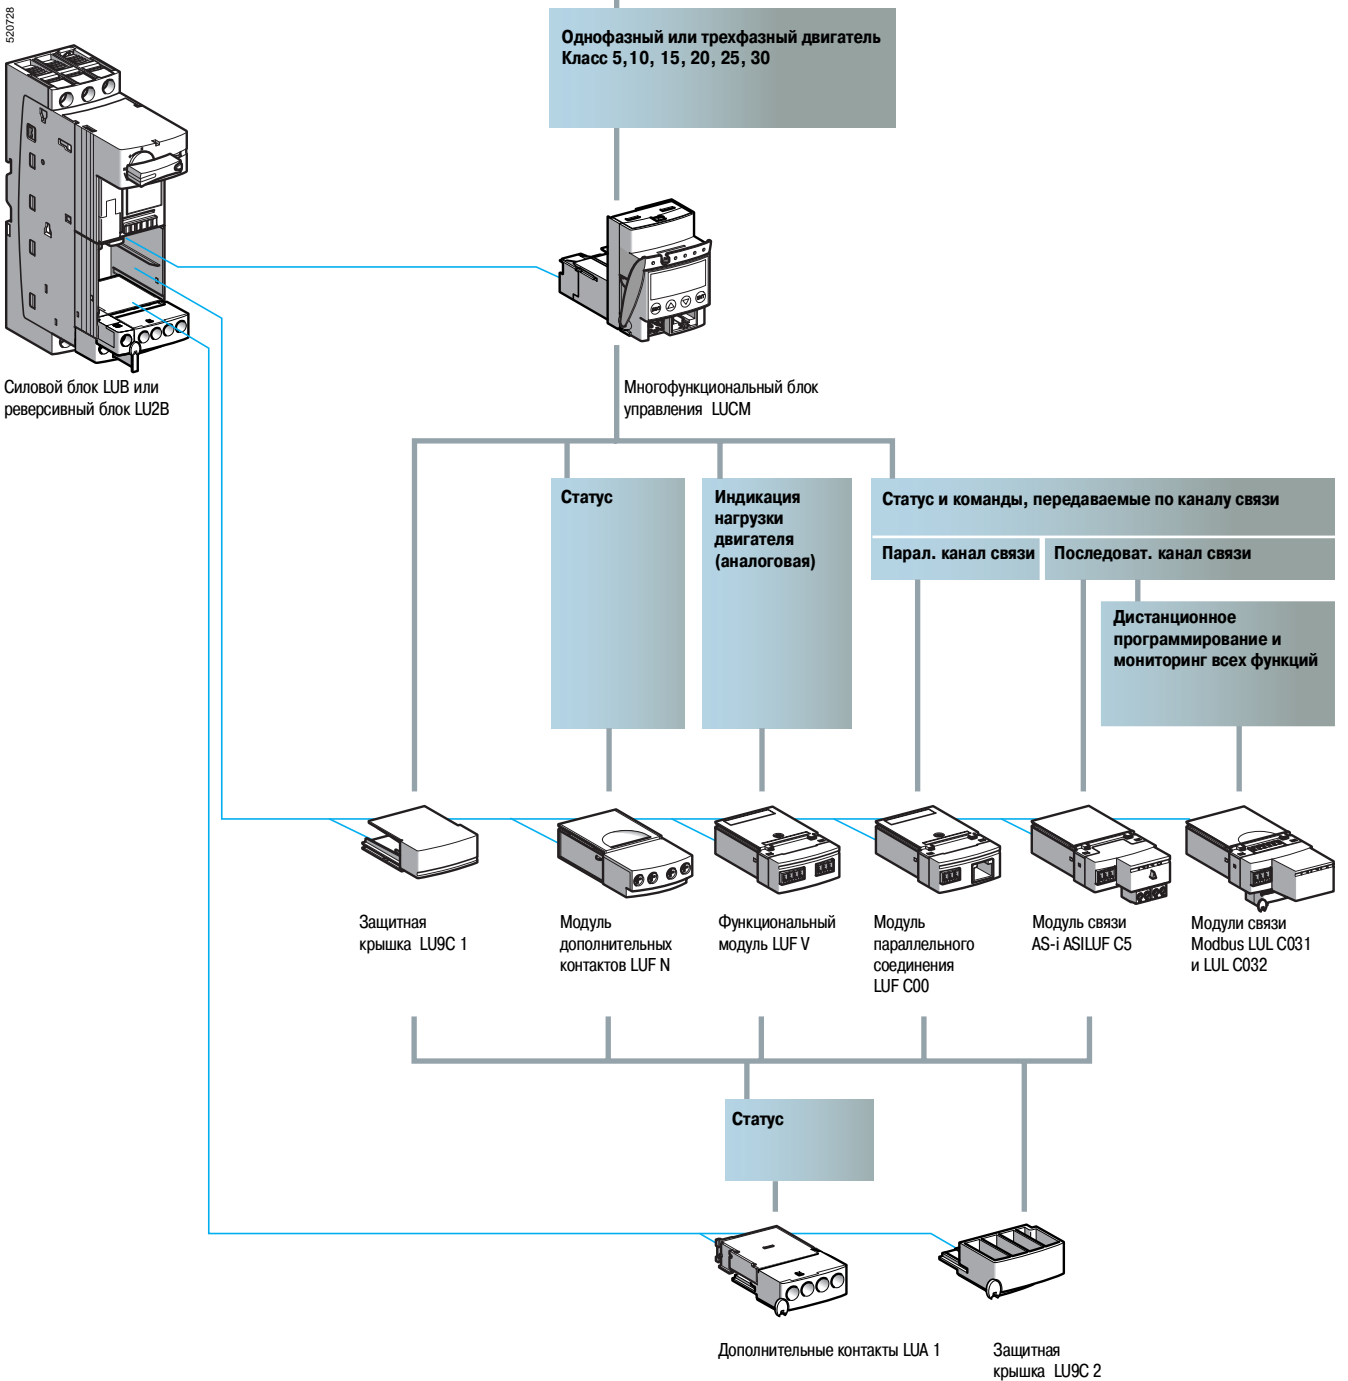 520728
Однофазный или трехфазный двигатель
Класс 5,10, 15, 20, 25, 30
Силовой блок LUB или
реверсивный блок LU2B
Многофункциональный блок
управления LUCM
Статус
Индикация
нагрузки
двигателя
(аналоговая)
Статус и команды, передаваемые по каналу связи
Парал. канал связи
Последоват. канал связи
Дистанционное
программирование и
мониторинг всех функций
Защитная
крышка LU9C 1
Модуль
дополнительных
контактов LUF N
Функциональный
модуль LUF V
Модуль
параллельного
соединения
LUF C00
Модуль связи
AS-i ASILUF C5
Модули связи
Modbus LUL C031
и LUL C032
Статус
Дополнительные контакты LUA 1
Защитная
крышка LU9C 2